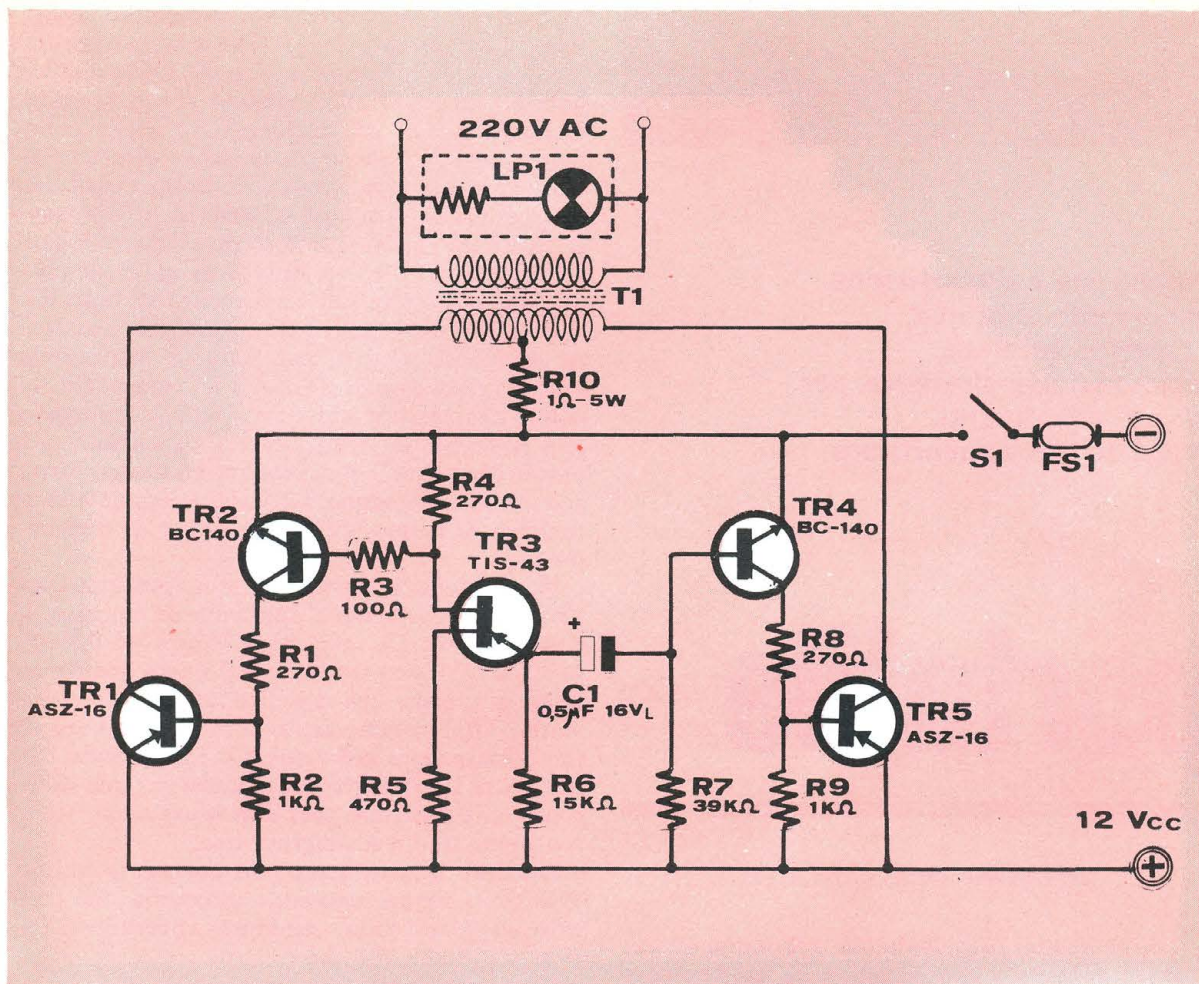 220V AC
LP1
T1
R10
1Ω-5W
S1
FS1
−
R4
270Ω
TR2
BC140
TR3
TIS-43
TR4
BC-140
R3
100Ω
+
R1
270Ω
C1
0,5µF 16VL
R8
270Ω
TR1
ASZ-16
TR5
ASZ-16
R2
1KΩ
R5
470Ω
R6
15KΩ
R7
39KΩ
R9
1KΩ
12 Vcc
+